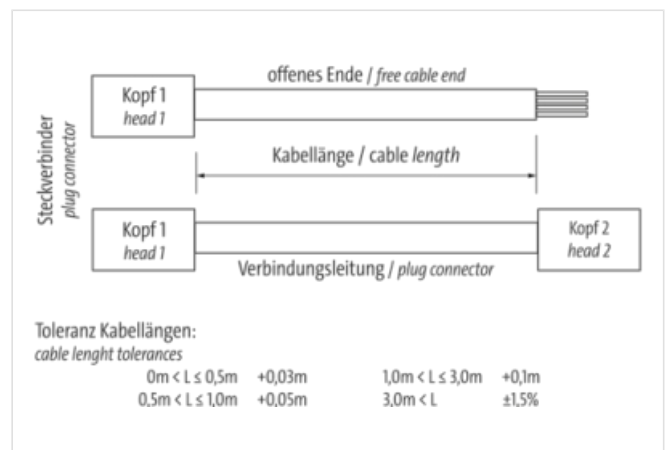 offenes Ende / free cable end
Kopf 1
head 1
Steckverbinder
plug connector
Kabellänge / cable length
Kopf 1
head 1
Kopf 2
head 2
Verbindungsleitung / plug connector
Toleranz Kabellängen:
cable lenght tolerances
0m < L ≤ 0,5m +0,03m 1,0m < L ≤ 3,0m +0,1m
0,5m < L ≤ 1,0m +0,05m 3,0m < L ±1,5%